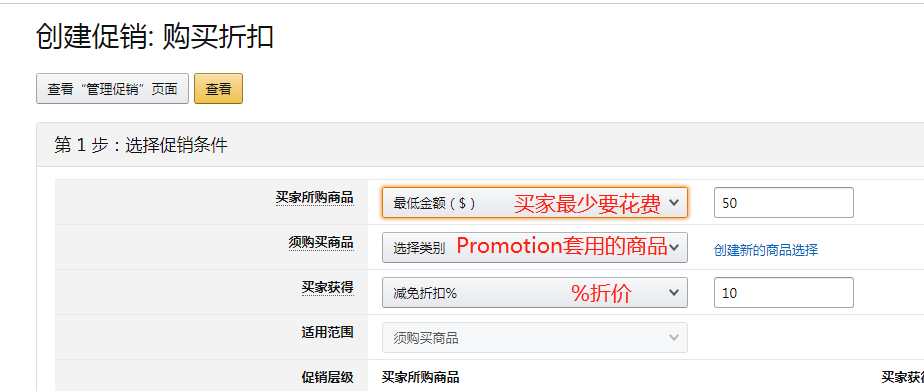 创建促销: 购买折扣
查看“管理促销”页面 查看
第 1 步：选择促销条件
买家所购商品 最低金额（$） 买家最少要花费 50
须购买商品 选择类别 Promotion套用的商品 创建新的商品选择
买家获得 减免折扣% %折价 10
适用范围 须购买商品
促销层级 买家所购商品 买家获得